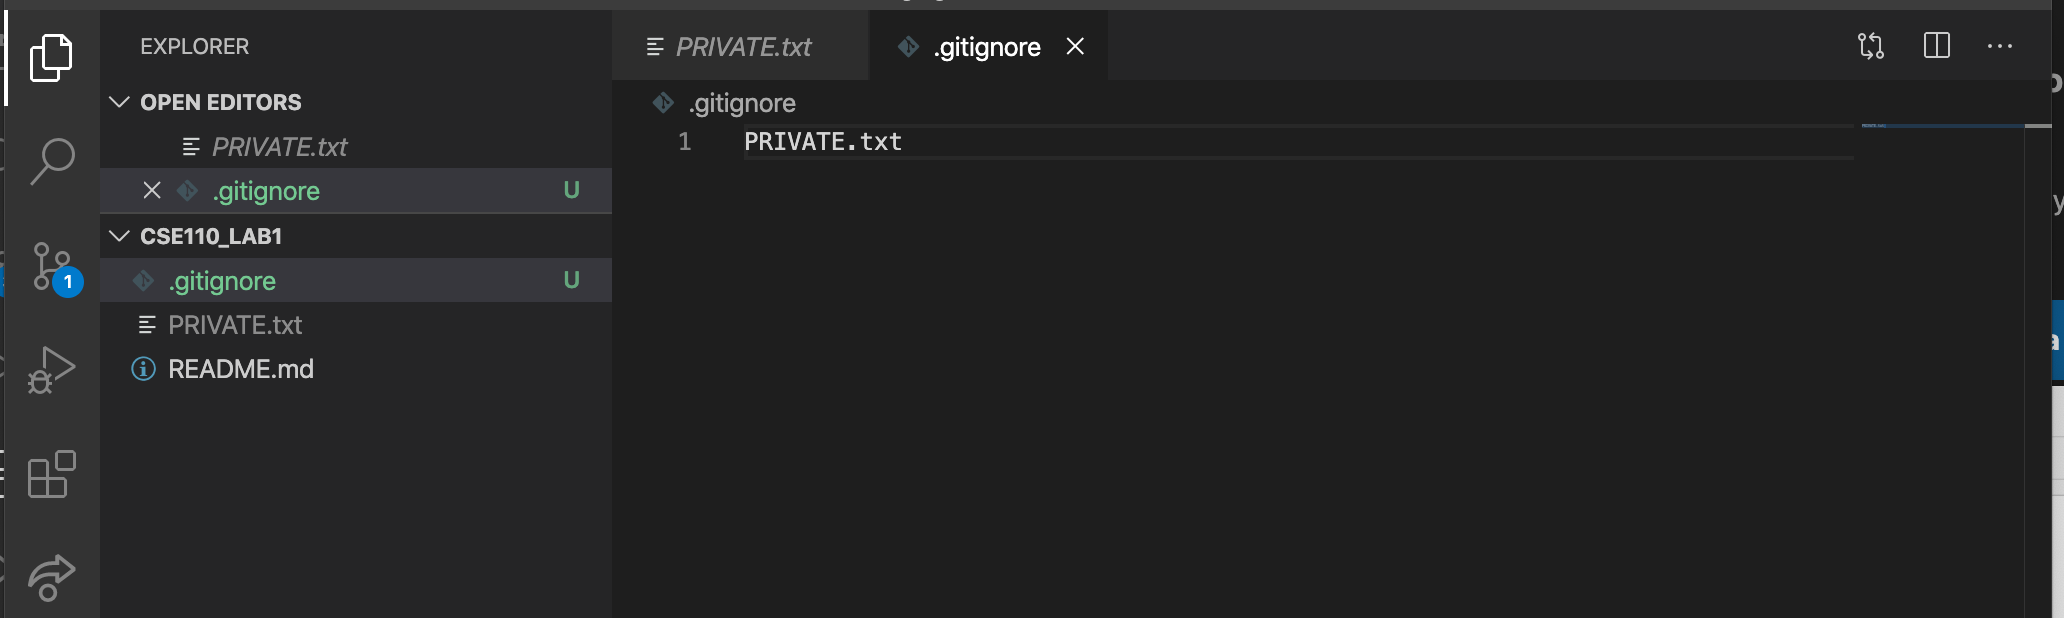 EXPLORER
OPEN EDITORS
PRIVATE.txt
.gitignore U
CSE110_LAB1
.gitignore U
PRIVATE.txt
README.md
1
PRIVATE.txt
.gitignore
.gitignore
1 PRIVATE.txt